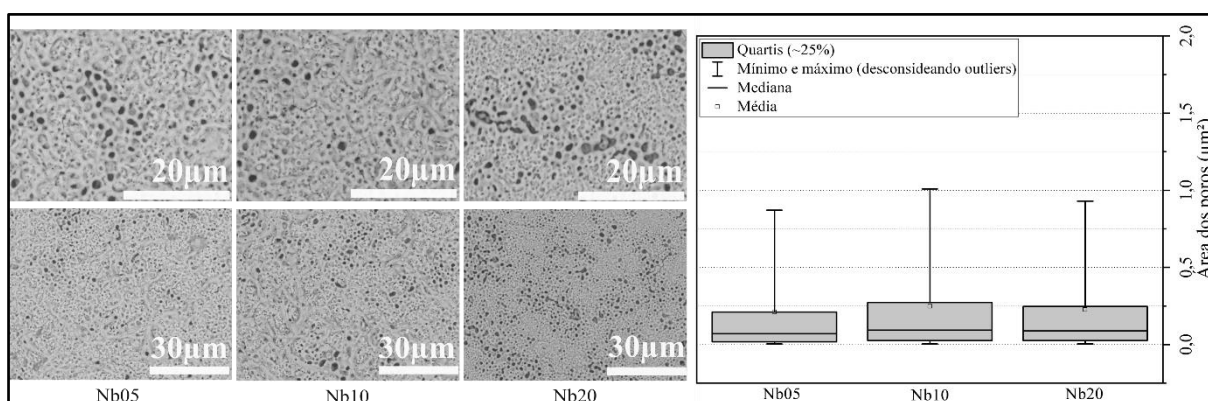 20µm
20µm
20µm
30µm
30µm
30µm
Nb05
Nb10
Nb20
Quartis (~25%)
Mínimo e máximo (desconsideando outliers)
Mediana
Média
2,0
1,5
1,0
0,5
0,0
Área dos poros (µm²)
Nb05
Nb10
Nb20